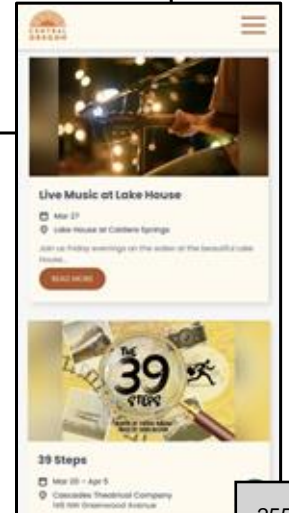 CENTRAL
OREGON
Live Music at Lake House
Mar 27
Lake House at Caldera Springs
Join us Friday evenings on the water at the beautiful Lake
House...
READ MORE
THE
39
STEPS
39 Steps
Mar 20 - Apr 5
Cascades Theatrical Company
148 NW Greenwood Avenue
255